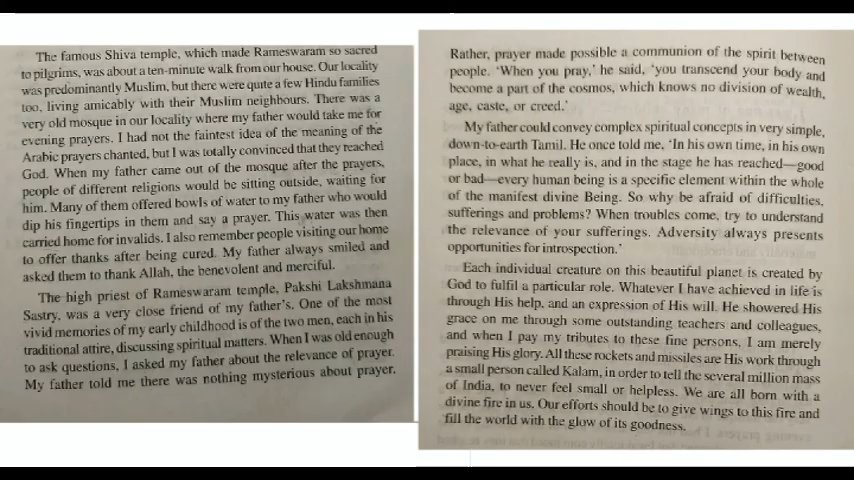 The famous Shiva temple, which made Rameswaram so sacred
to pilgrims, was about a ten-minute walk from our house. Our locality
was predominantly Muslim, but there were quite a few Hindu families
too, living amicably with their Muslim neighbours. There was a
very old mosque in our locality where my father would take me for
evening prayers. I had not the faintest idea of the meaning of the
Arabic prayers chanted, but I was totally convinced that they reached
God. When my father came out of the mosque after the prayers,
people of different religions would be sitting outside, waiting for
him. Many of them offered bowls of water to my father who would
dip his fingertips in them and say a prayer. This water was then
carried home for invalids. I also remember people visiting our home
to offer thanks after being cured. My father always smiled and
asked them to thank Allah, the benevolent and merciful.
The high priest of Rameswaram temple, Pakshi Lakshmana
Sastry, was a very close friend of my father's. One of the most
vivid memories of my early childhood is of the two men, each in his
traditional attire, discussing spiritual matters. When I was old enough
to ask questions, I asked my father about the relevance of prayer.
My father told me there was nothing mysterious about prayer.
Rather, prayer made possible a communion of the spirit between
people. 'When you pray,' he said, 'you transcend your body and
become a part of the cosmos, which knows no division of wealth,
age, caste, or creed.'
My father could convey complex spiritual concepts in very simple,
down-to-earth Tamil. He once told me, 'In his own time, in his own
place, in what he really is, and in the stage he has reached—good
or bad—every human being is a specific element within the whole
of the manifest divine Being. So why be afraid of difficulties,
sufferings and problems? When troubles come, try to understand
the relevance of your sufferings. Adversity always presents
opportunities for introspection.'
Each individual creature on this beautiful planet is created by
God to fulfil a particular role. Whatever I have achieved in life is
through His help, and an expression of His will. He showered His
grace on me through some outstanding teachers and colleagues,
and when I pay my tributes to these fine persons, I am merely
praising His glory. All these rockets and missiles are His work through
a small person called Kalam, in order to tell the several million mass
of India, to never feel small or helpless. We are all born with a
divine fire in us. Our efforts should be to give wings to this fire and
fill the world with the glow of its goodness.